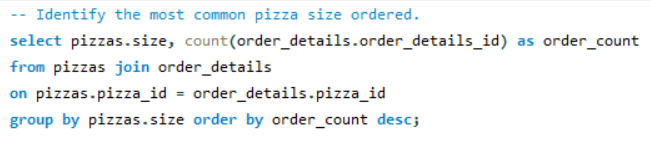 -- Identify the most common pizza size ordered.
select pizzas.size, count(order_details.order_details_id) as order_count
from pizzas join order_details
on pizzas.pizza_id = order_details.pizza_id
group by pizzas.size order by order_count desc;